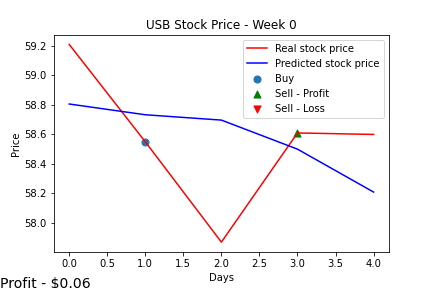 USB Stock Price - Week 0
Real stock price
Predicted stock price
Buy
Sell - Profit
Sell - Loss
59.2
59.0
58.8
58.6
58.4
58.2
58.0
Price
0.0 0.5 1.0 1.5 2.0 2.5 3.0 3.5 4.0
Days
Profit - $0.06